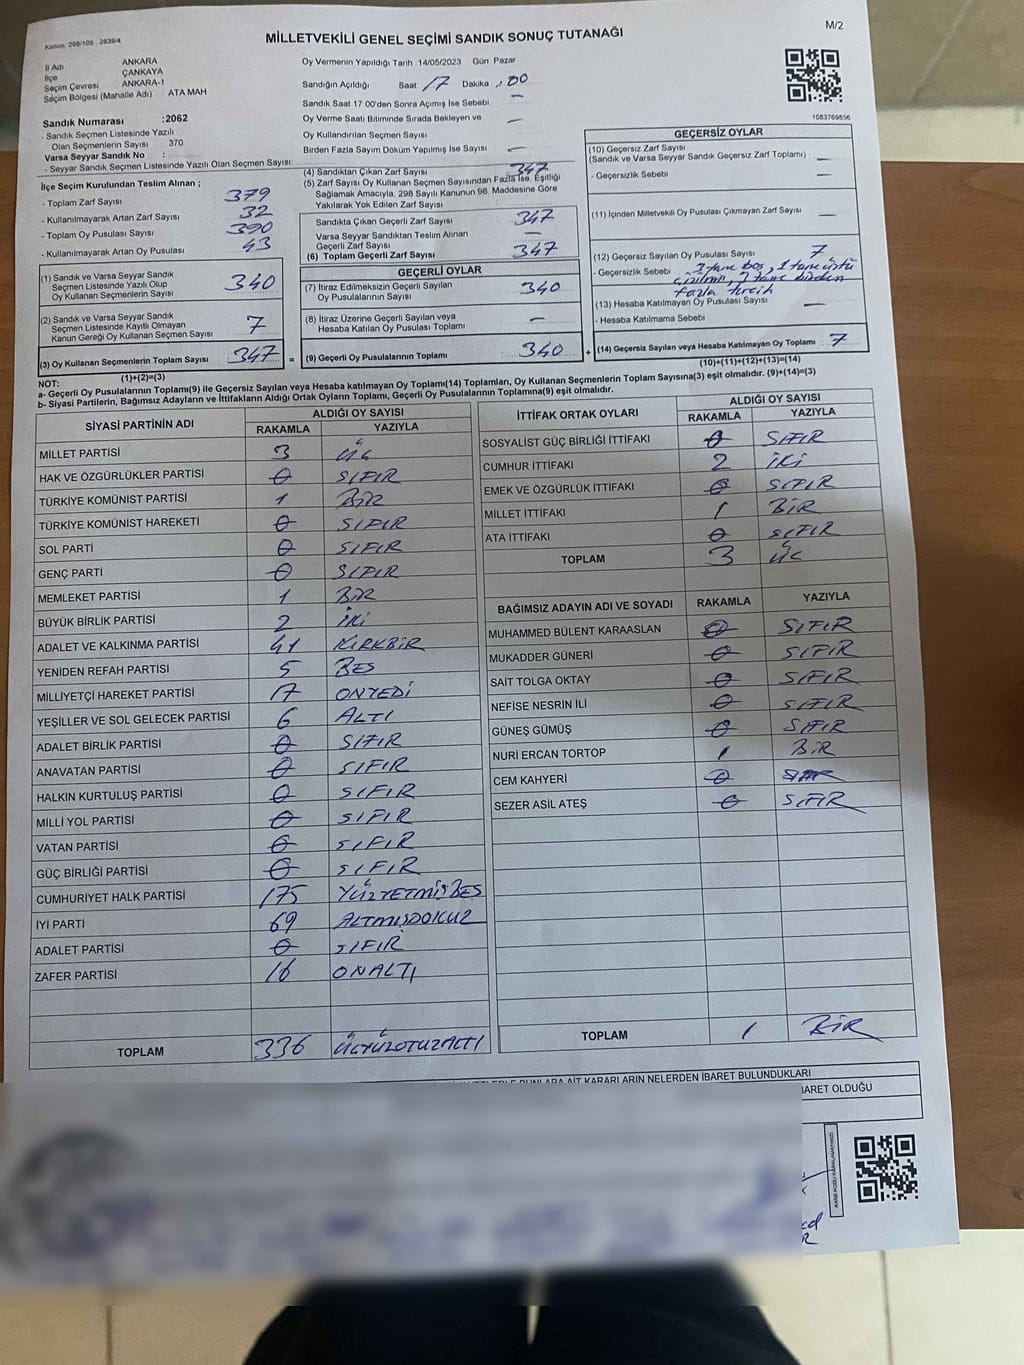 M/2
Kanun: 298/105 , 2839/4
MİLLETVEKİLİ GENEL SEÇİMİ SANDIK SONUÇ TUTANAĞI
İl Adı ANKARA
İlçe ÇANKAYA
Seçim Çevresi ANKARA-1
Seçim Bölgesi (Mahalle Adı) ATA MAH
Oy Vermenin Yapıldığı Tarih :14/05/2023 Gün: Pazar
Sandığın Açıldığı Saat: 17 Dakika : 00
Sandık Saat 17:00'den Sonra Açımış İse Sebebi —
Oy Verme Saati Bitiminde Sırada Bekleyen ve —
Oy Kullandırılan Seçmen Sayısı
Birden Fazla Sayım Döküm Yapılmış İse Sayısı —
1083769856
Sandık Numarası :2062
- Sandık Seçmen Listesinde Yazılı
Olan Seçmenlerin Sayısı 370
Varsa Seyyar Sandık No :
- Seyyar Sandık Seçmen Listesinde Yazılı Olan Seçmen Sayısı:
İlçe Seçim Kurulundan Teslim Alınan ;
- Toplam Zarf Sayısı 379
- Kullanılmayarak Artan Zarf Sayısı 32
- Toplam Oy Pusulası Sayısı 390
- Kullanılmayarak Artan Oy Pusulası 43
(1) Sandık ve Varsa Seyyar Sandık
Seçmen Listesinde Yazılı Olup
Oy Kullanan Seçmenlerin Sayısı 340
(2) Sandık ve Varsa Seyyar Sandık
Seçmen Listesinde Kayıtlı Olmayan
Kanun Gereği Oy Kullanan Seçmen Sayısı 7
(3) Oy Kullanan Seçmenlerin Toplam Sayısı 347 =
(1)+(2)=(3)
(4) Sandıktan Çıkan Zarf Sayısı 347
(5) Zarf Sayısı Oy Kullanan Seçmen Sayısından Fazla İse, Eşitliği
Sağlamak Amacıyla, 298 Sayılı Kanunun 98. Maddesine Göre
Yakılarak Yok Edilen Zarf Sayısı
Sandıkta Çıkan Geçerli Zarf Sayısı 347
Varsa Seyyar Sandıktan Teslim Alınan
Geçerli Zarf Sayısı —
(6) Toplam Geçerli Zarf Sayısı 347
GEÇERLİ OYLAR
(7) İtiraz Edilmeksizin Geçerli Sayılan
Oy Pusulalarının Sayısı 340
(8) İtiraz Üzerine Geçerli Sayılan ve
Hesaba Katılan Oy Pusulası Toplamı —
(9) Geçerli Oy Pusulalarının Toplamı 340 +
GEÇERSİZ OYLAR
(10) Geçersiz Zarf Sayısı
(Sandık ve Varsa Seyyar Sandık Geçersiz Zarf Toplamı) —
- Geçersizlik Sebebi —
(11) İçinden Milletvekili Oy Pusulası Çıkmayan Zarf Sayısı —
(12) Geçersiz Sayılan Oy Pusulası Sayısı 7
- Geçersizlik Sebebi tane boş, 1 tane üstü
tane birden
fazla tercih
(13) Hesaba Katılmayan Oy Pusulası Sayısı —
- Hesaba Katılmama Sebebi
(14) Geçersiz Sayılan veya Hesaba Katılmayan Oy Toplamı 7
(10)+(11)+(12)+(13)=(14)
NOT:
a- Geçerli Oy Pusulalarının Toplamı(9) ile Geçersiz Sayılan veya Hesaba katılmayan Oy Toplamı(14) Toplamları, Oy Kullanan Seçmenlerin Toplam Sayısına(3) eşit olmalıdır. (9)+(14)=(3)
b- Siyasi Partilerin, Bağımsız Adayların ve İttifakların Aldığı Ortak Oyların Toplamı, Geçerli Oy Pusulalarının Toplamına(9) eşit olmalıdır.
SİYASİ PARTİNİN ADI ALDIĞI OY SAYISI
RAKAMLA YAZIYLA
MİLLET PARTİSİ 3 ÜÇ
HAK VE ÖZGÜRLÜKLER PARTİSİ 0 SIFIR
TÜRKİYE KOMÜNİST PARTİSİ 1 BİR
TÜRKİYE KOMÜNİST HAREKETİ 0 SIFIR
SOL PARTİ 0 SIFIR
GENÇ PARTİ 0 SIFIR
MEMLEKET PARTİSİ 1 BİR
BÜYÜK BİRLİK PARTİSİ 2 İKİ
ADALET VE KALKINMA PARTİSİ 41 KIRKBİR
YENİDEN REFAH PARTİSİ 5 BEŞ
MİLLİYETÇİ HAREKET PARTİSİ 17 ONYEDİ
YEŞİLLER VE SOL GELECEK PARTİSİ 6 ALTI
ADALET BİRLİK PARTİSİ 0 SIFIR
ANAVATAN PARTİSİ 0 SIFIR
HALKIN KURTULUŞ PARTİSİ 0 SIFIR
MİLLİ YOL PARTİSİ 0 SIFIR
VATAN PARTİSİ 0 SIFIR
GÜÇ BİRLİĞİ PARTİSİ 0 SIFIR
CUMHURİYET HALK PARTİSİ 175 YÜZYETMİŞBEŞ
İYİ PARTİ 69 ALTMIŞDOKUZ
ADALET PARTİSİ 0 SIFIR
ZAFER PARTİSİ 16 ONALTI
TOPLAM 336 ÜÇYÜZOTUZALTI
İTTİFAK ORTAK OYLARI ALDIĞI OY SAYISI
RAKAMLA YAZIYLA
SOSYALİST GÜÇ BİRLİĞİ İTTİFAKI 0 SIFIR
CUMHUR İTTİFAKI 2 İKİ
EMEK VE ÖZGÜRLÜK İTTİFAKI 0 SIFIR
MİLLET İTTİFAKI 1 BİR
ATA İTTİFAKI 0 SIFIR
TOPLAM 3 ÜÇ
BAĞIMSIZ ADAYIN ADI VE SOYADI RAKAMLA YAZIYLA
MUHAMMED BÜLENT KARAASLAN 0 SIFIR
MUKADDER GÜNERİ 0 SIFIR
SAİT TOLGA OKTAY 0 SIFIR
NEFİSE NESRİN İLİ 0 SIFIR
GÜNEŞ GÜMÜŞ 0 SIFIR
NURİ ERCAN TORTOP 1 BİR
CEM KAHYERİ 0 SIFIR
SEZER ASİL ATEŞ 0 SIFIR
TOPLAM 1 BİR
BUNLARA AİT KARARLARIN NELERDEN İBARET BULUNDUKLARI
BARET OLDUĞU